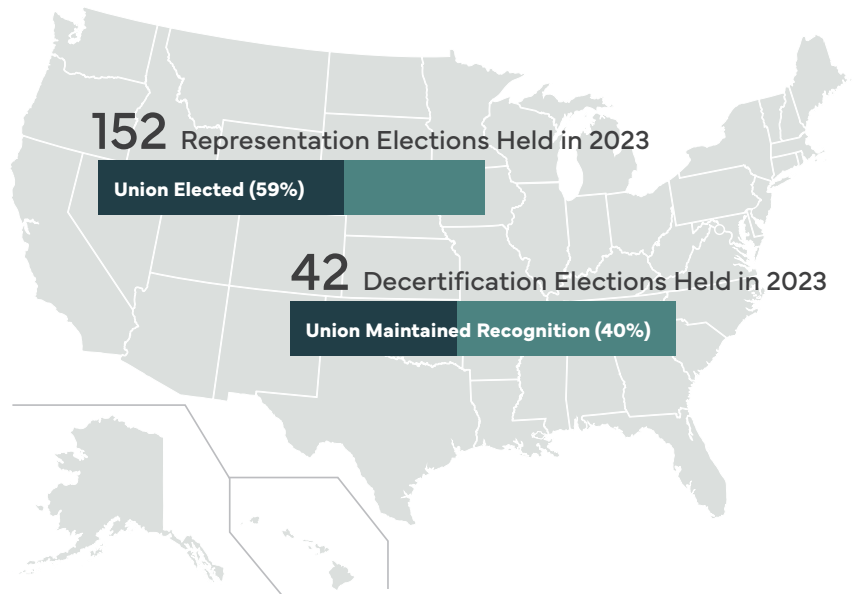 152 Representation Elections Held in 2023
Union Elected (59%)
42 Decertification Elections Held in 2023
Union Maintained Recognition (40%)